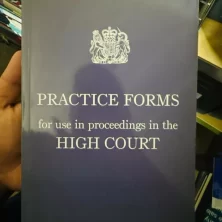 PRACTICE FORMS
for use in proceedings in the
HIGH COURT